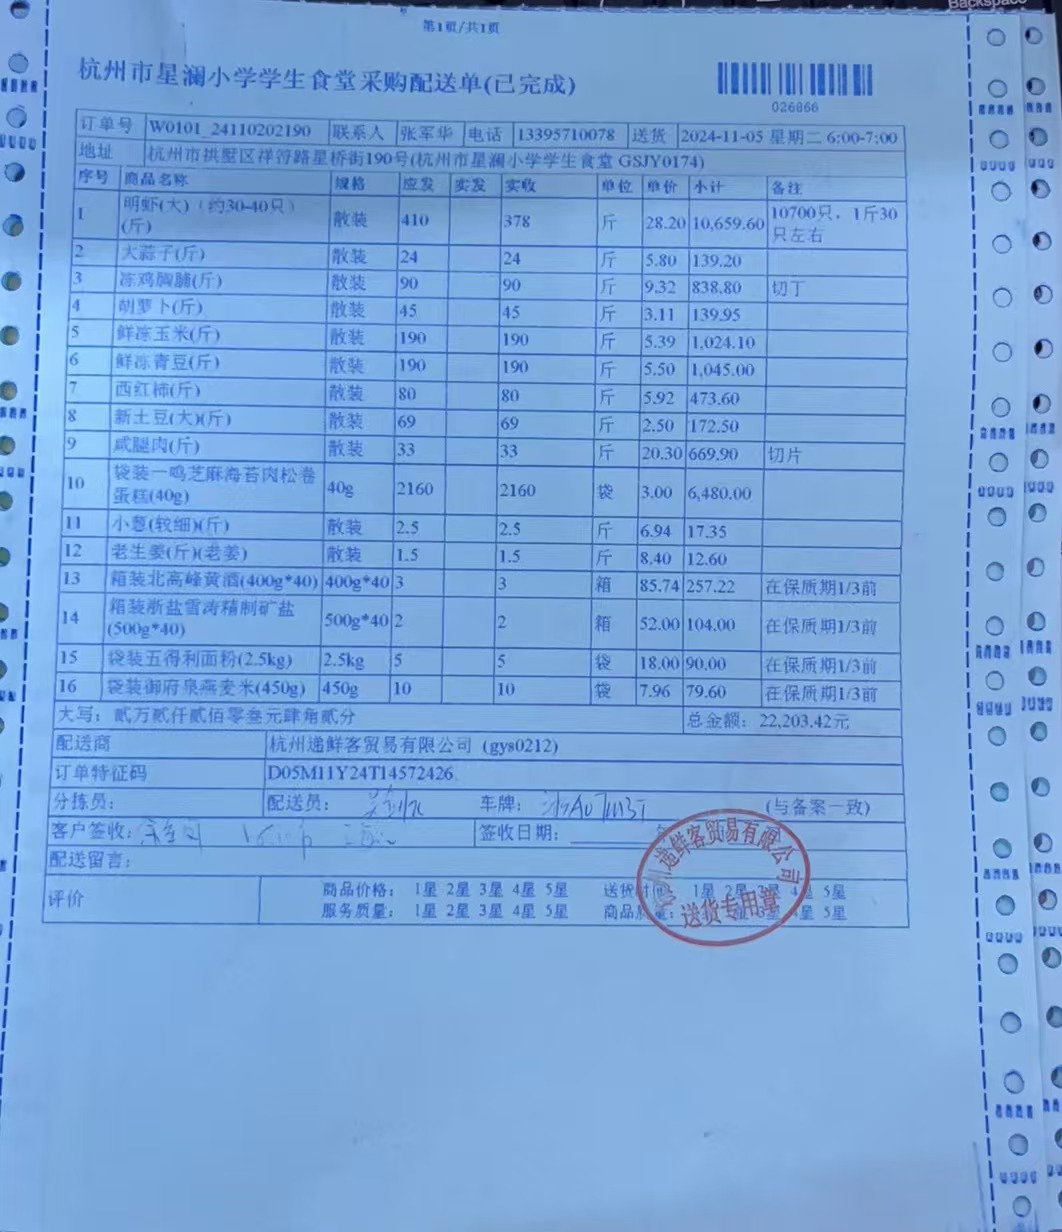 Backspace
第1页/共1页
杭州市星澜小学学生食堂采购配送单(已完成)
026066
订单号 W0101_24110202190 联系人 张军华 电话 13395710078 送货 2024-11-05 星期二 6:00-7:00
地址 杭州市拱墅区祥符路星桥街190号(杭州市星澜小学学生食堂 GSJY0174)
序号 商品名称 规格 应发 实发 实收 单位 单价 小计 备注
1 明虾(大)(约30-40只)(斤) 散装 410 378 斤 28.20 10,659.60 10700只，1斤30只左右
2 大蒜子(斤) 散装 24 24 斤 5.80 139.20
3 冻鸡胸脯(斤) 散装 90 90 斤 9.32 838.80 切丁
4 胡萝卜(斤) 散装 45 45 斤 3.11 139.95
5 鲜冻玉米(斤) 散装 190 190 斤 5.39 1,024.10
6 鲜冻青豆(斤) 散装 190 190 斤 5.50 1,045.00
7 西红柿(斤) 散装 80 80 斤 5.92 473.60
8 新土豆(大)(斤) 散装 69 69 斤 2.50 172.50
9 咸腿肉(斤) 散装 33 33 斤 20.30 669.90 切片
10 袋装一鸣芝麻海苔肉松卷蛋糕(40g) 40g 2160 2160 袋 3.00 6,480.00
11 小葱(较细)(斤) 散装 2.5 2.5 斤 6.94 17.35
12 老生姜(斤)(老姜) 散装 1.5 1.5 斤 8.40 12.60
13 箱装北高峰黄酒(400g*40) 400g*40 3 3 箱 85.74 257.22 在保质期1/3前
14 箱装浙盐雪涛精制矿盐(500g*40) 500g*40 2 2 箱 52.00 104.00 在保质期1/3前
15 袋装五得利面粉(2.5kg) 2.5kg 5 5 袋 18.00 90.00 在保质期1/3前
16 袋装御府泉燕麦米(450g) 450g 10 10 袋 7.96 79.60 在保质期1/3前
大写：贰万贰仟贰佰零叁元肆角贰分 总金额：22,203.42元
配送商 杭州递鲜客贸易有限公司 (gys0212)
订单特征码 D05M11Y24T14572426
分拣员： 配送员： 车牌： (与备案一致)
客户签收： 签收日期：
配送留言：
评价 商品价格： 1星 2星 3星 4星 5星 送货时间： 1星 2星 3星 4星 5星
服务质量： 1星 2星 3星 4星 5星 商品质量： 星 5星
杭州递鲜客贸易有限公司
送货专用章